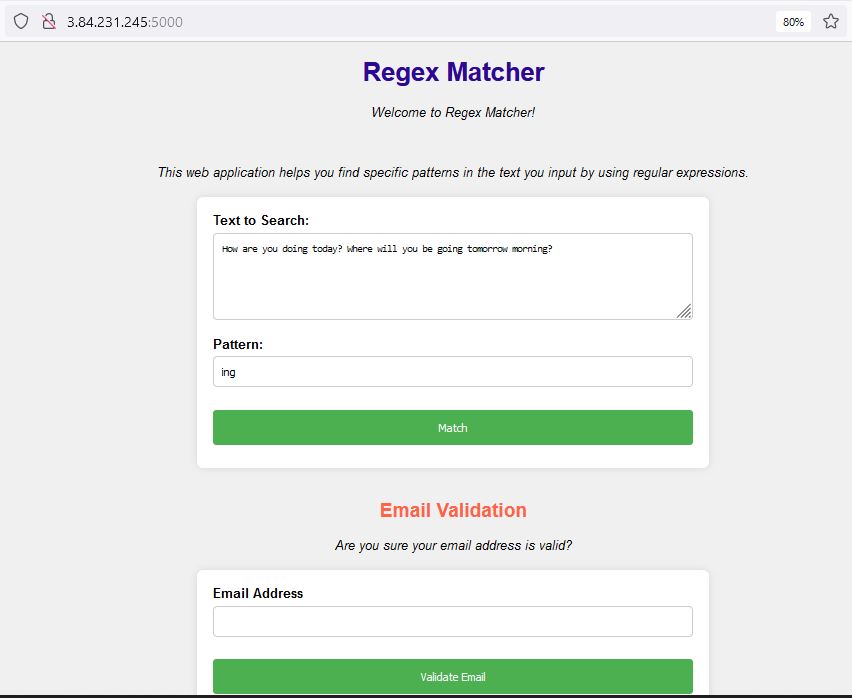 3.84.231.245:5000
80%
Regex Matcher
Welcome to Regex Matcher!
This web application helps you find specific patterns in the text you input by using regular expressions.
Text to Search:
How are you doing today? Where will you be going tomorrow morning?
Pattern:
ing
Match
Email Validation
Are you sure your email address is valid?
Email Address
Validate Email